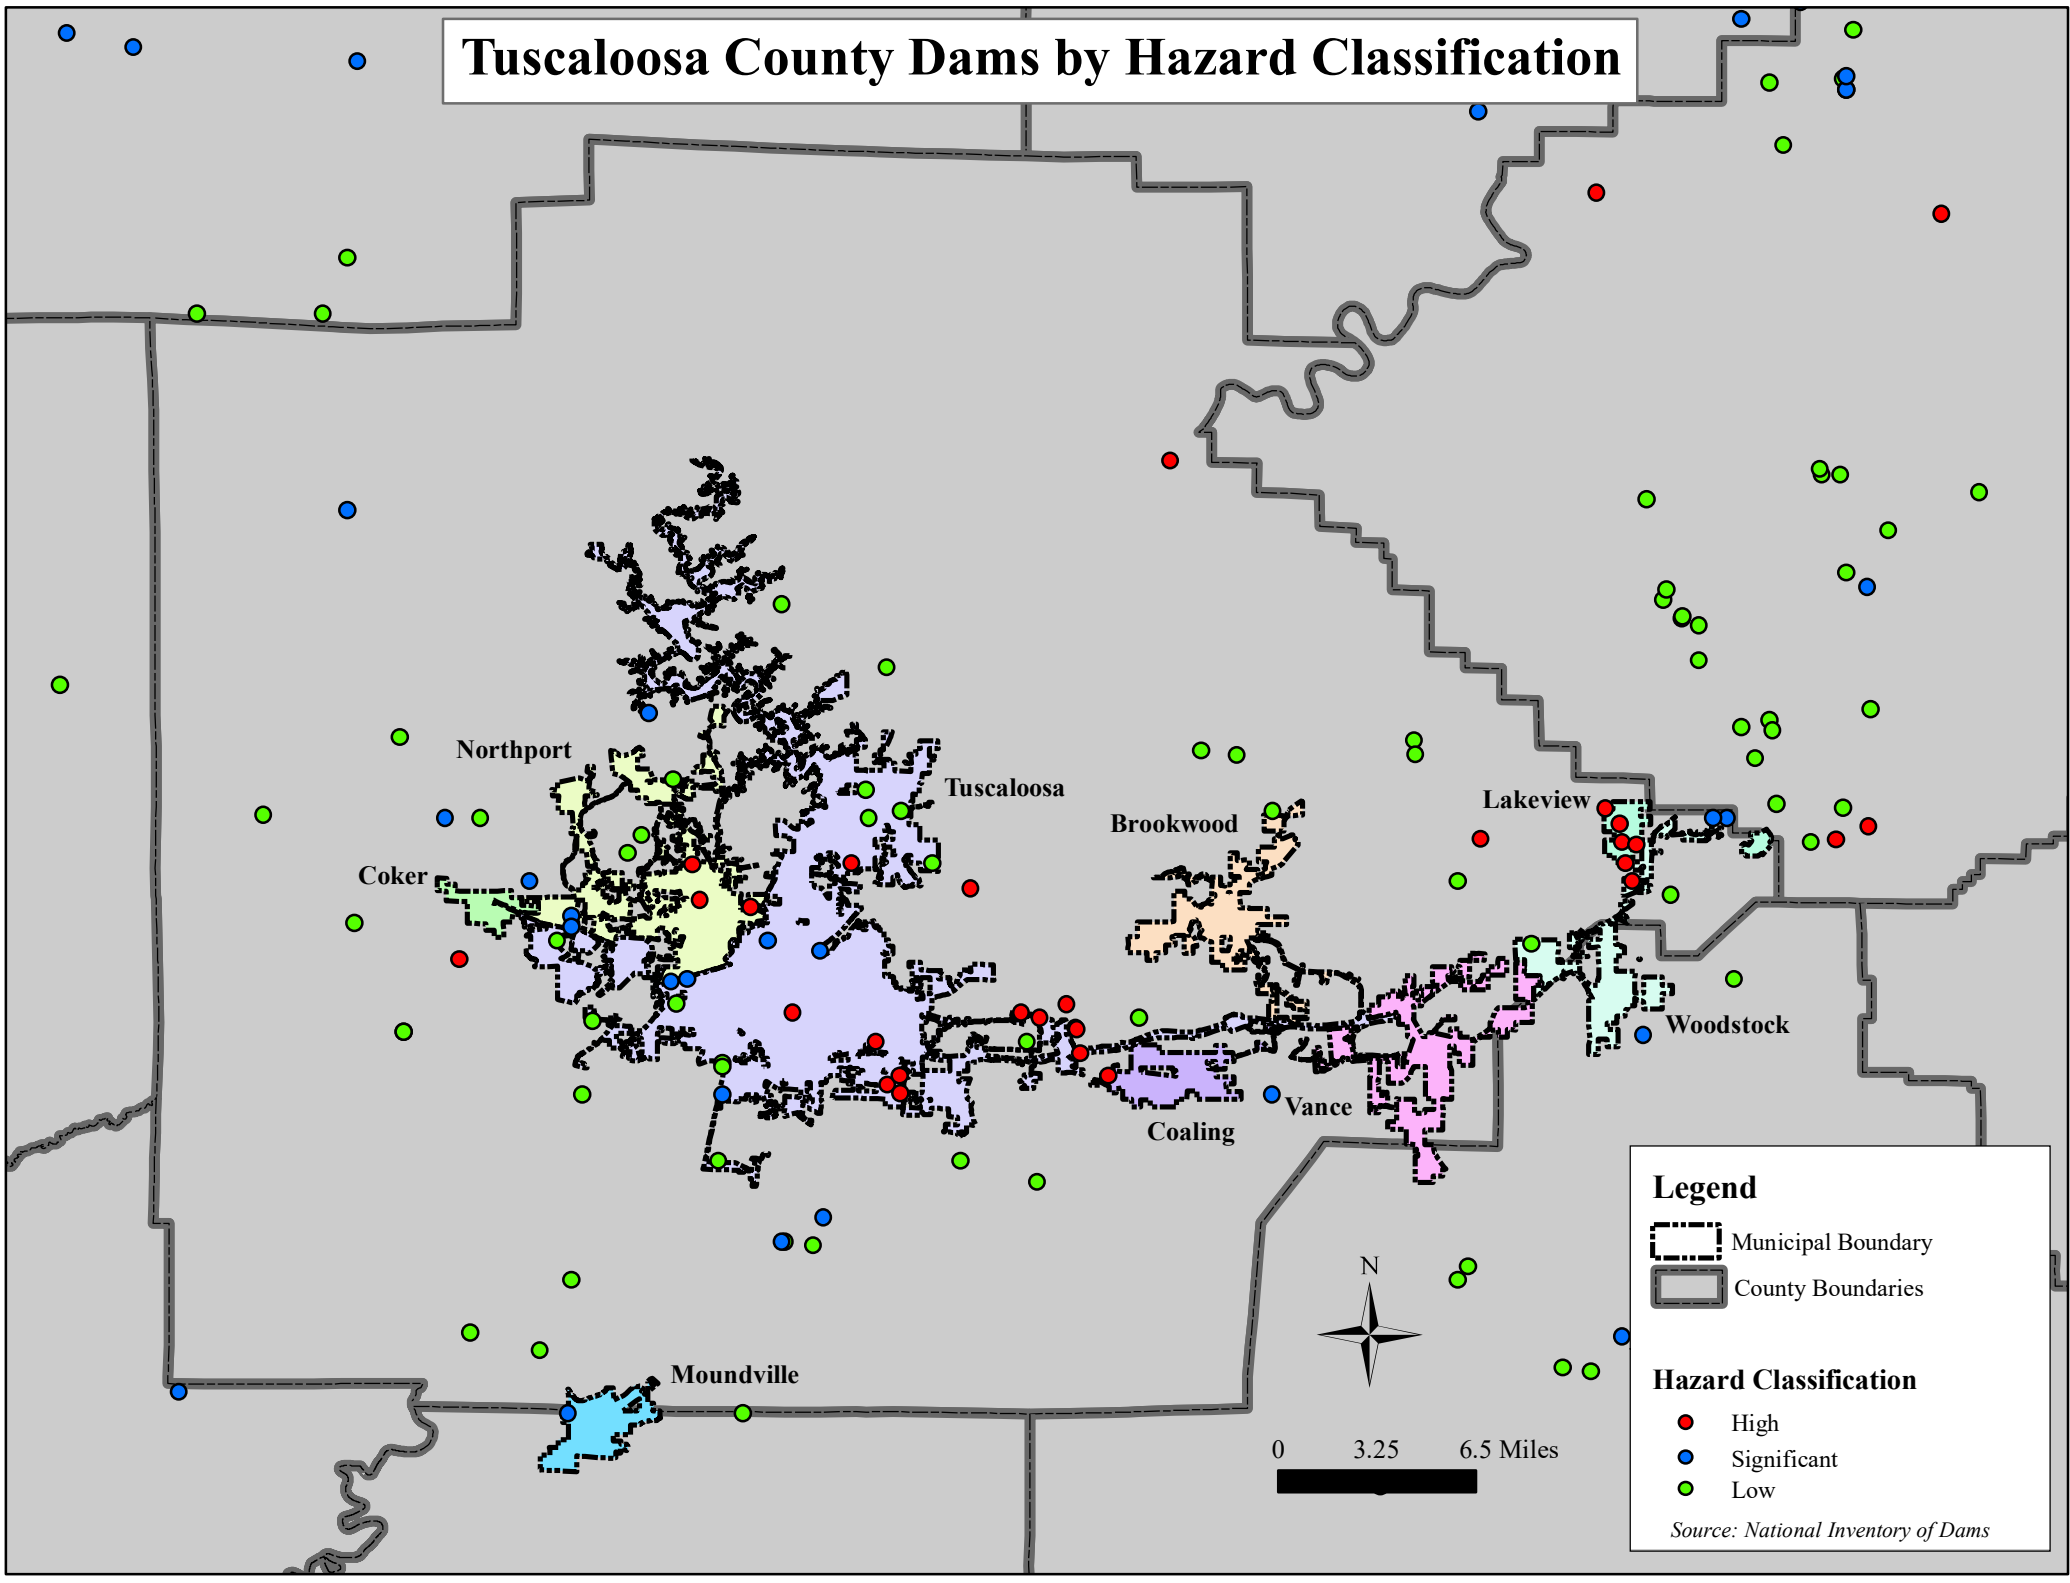 Tuscaloosa County Dams by Hazard Classification
Northport
Tuscaloosa
Lakeview
Brookwood
Coker
Woodstock
Vance
Coaling
Moundville
N
0 3.25 6.5 Miles
Legend
Municipal Boundary
County Boundaries
Hazard Classification
High
Significant
Low
Source: National Inventory of Dams